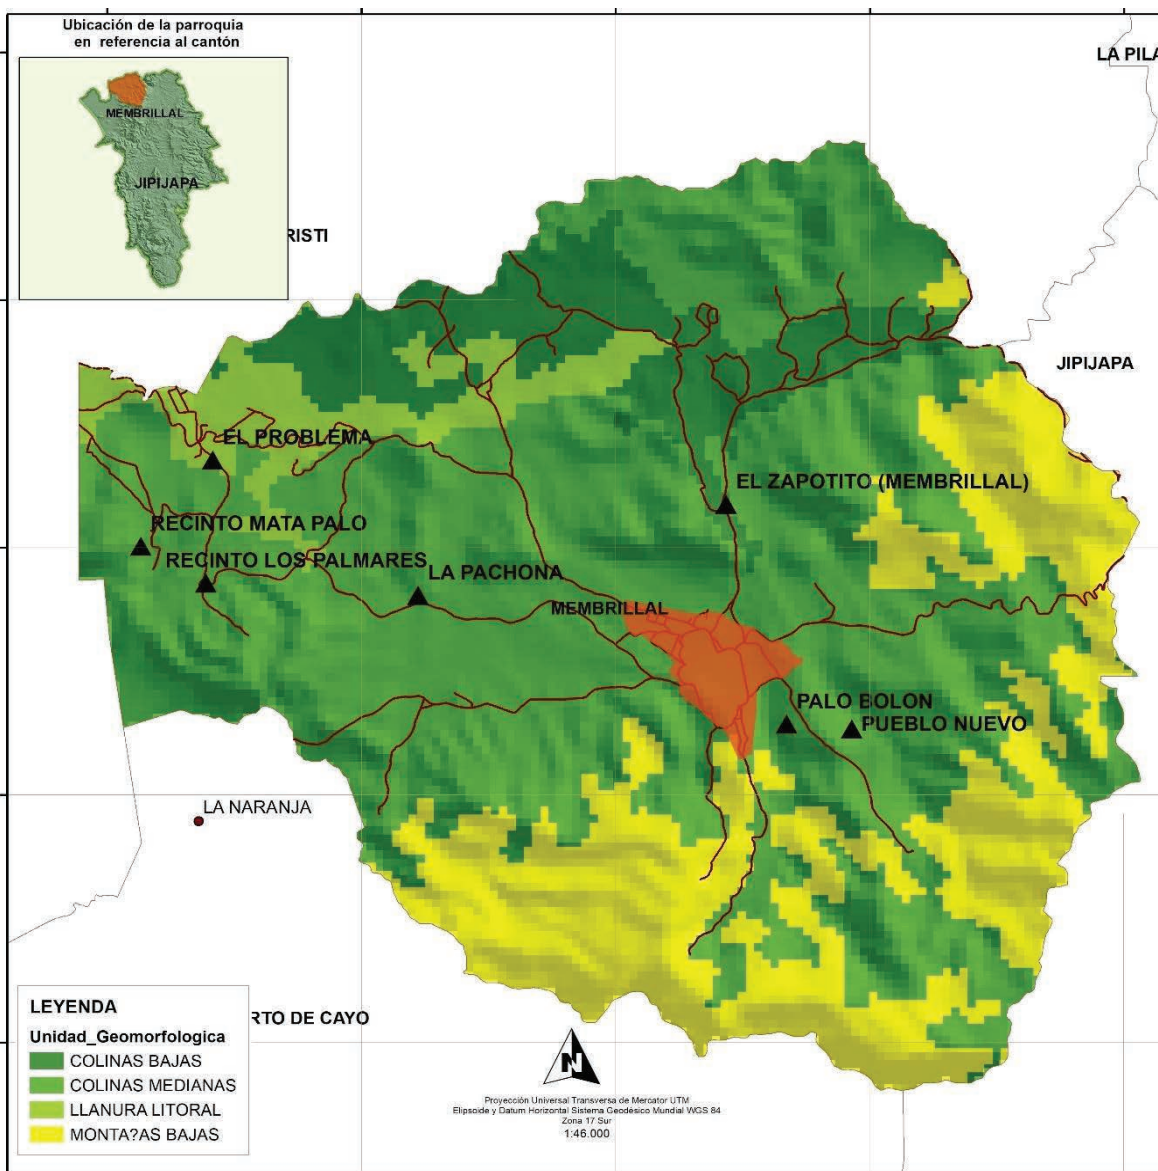 Ubicación de la parroquia
en referencia al cantón
LA PILA
MEMBRILLAL
JIPIJAPA
RISTI
JIPIJAPA
EL PROBLEMA
EL ZAPOTITO (MEMBRILLAL)
RECINTO MATA PALO
RECINTO LOS PALMARES
LA PACHONA
MEMBRILLAL
PALO BOLON
PUEBLO NUEVO
LA NARANJA
LEYENDA
RTO DE CAYO
Unidad_Geomorfologica
COLINAS BAJAS
COLINAS MEDIANAS
LLANURA LITORAL
MONTA?AS BAJAS
N
Proyección Universal Transversa de Mercator UTM
Elipsoide y Datum Horizontal Sistema Geodésico Mundial WGS 84
Zona 17 Sur
1:46.000